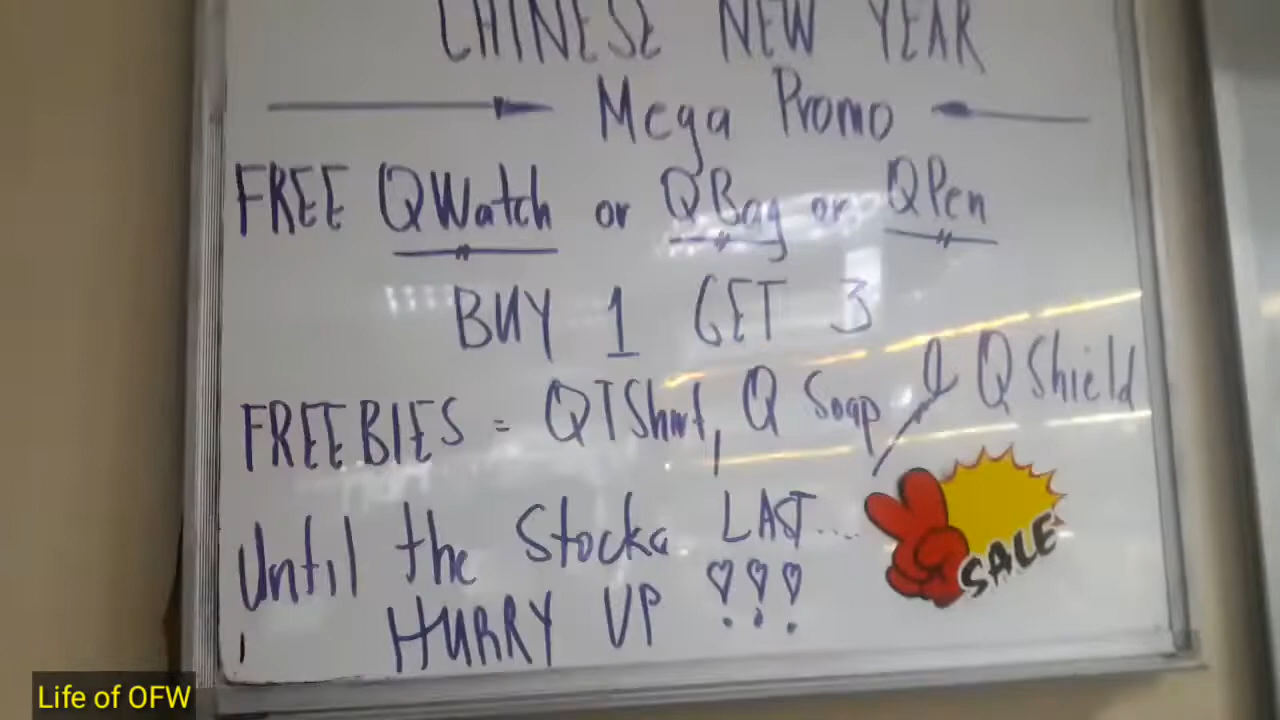 CHINESE NEW YEAR
Mega Promo
FREE QWatch or QBag or QPen
BUY 1 GET 3
FREEBIES = QTShirt, Q Soap & QShield
Until the Stocks LAST....
HURRY UP !!!
SALE
Life of OFW